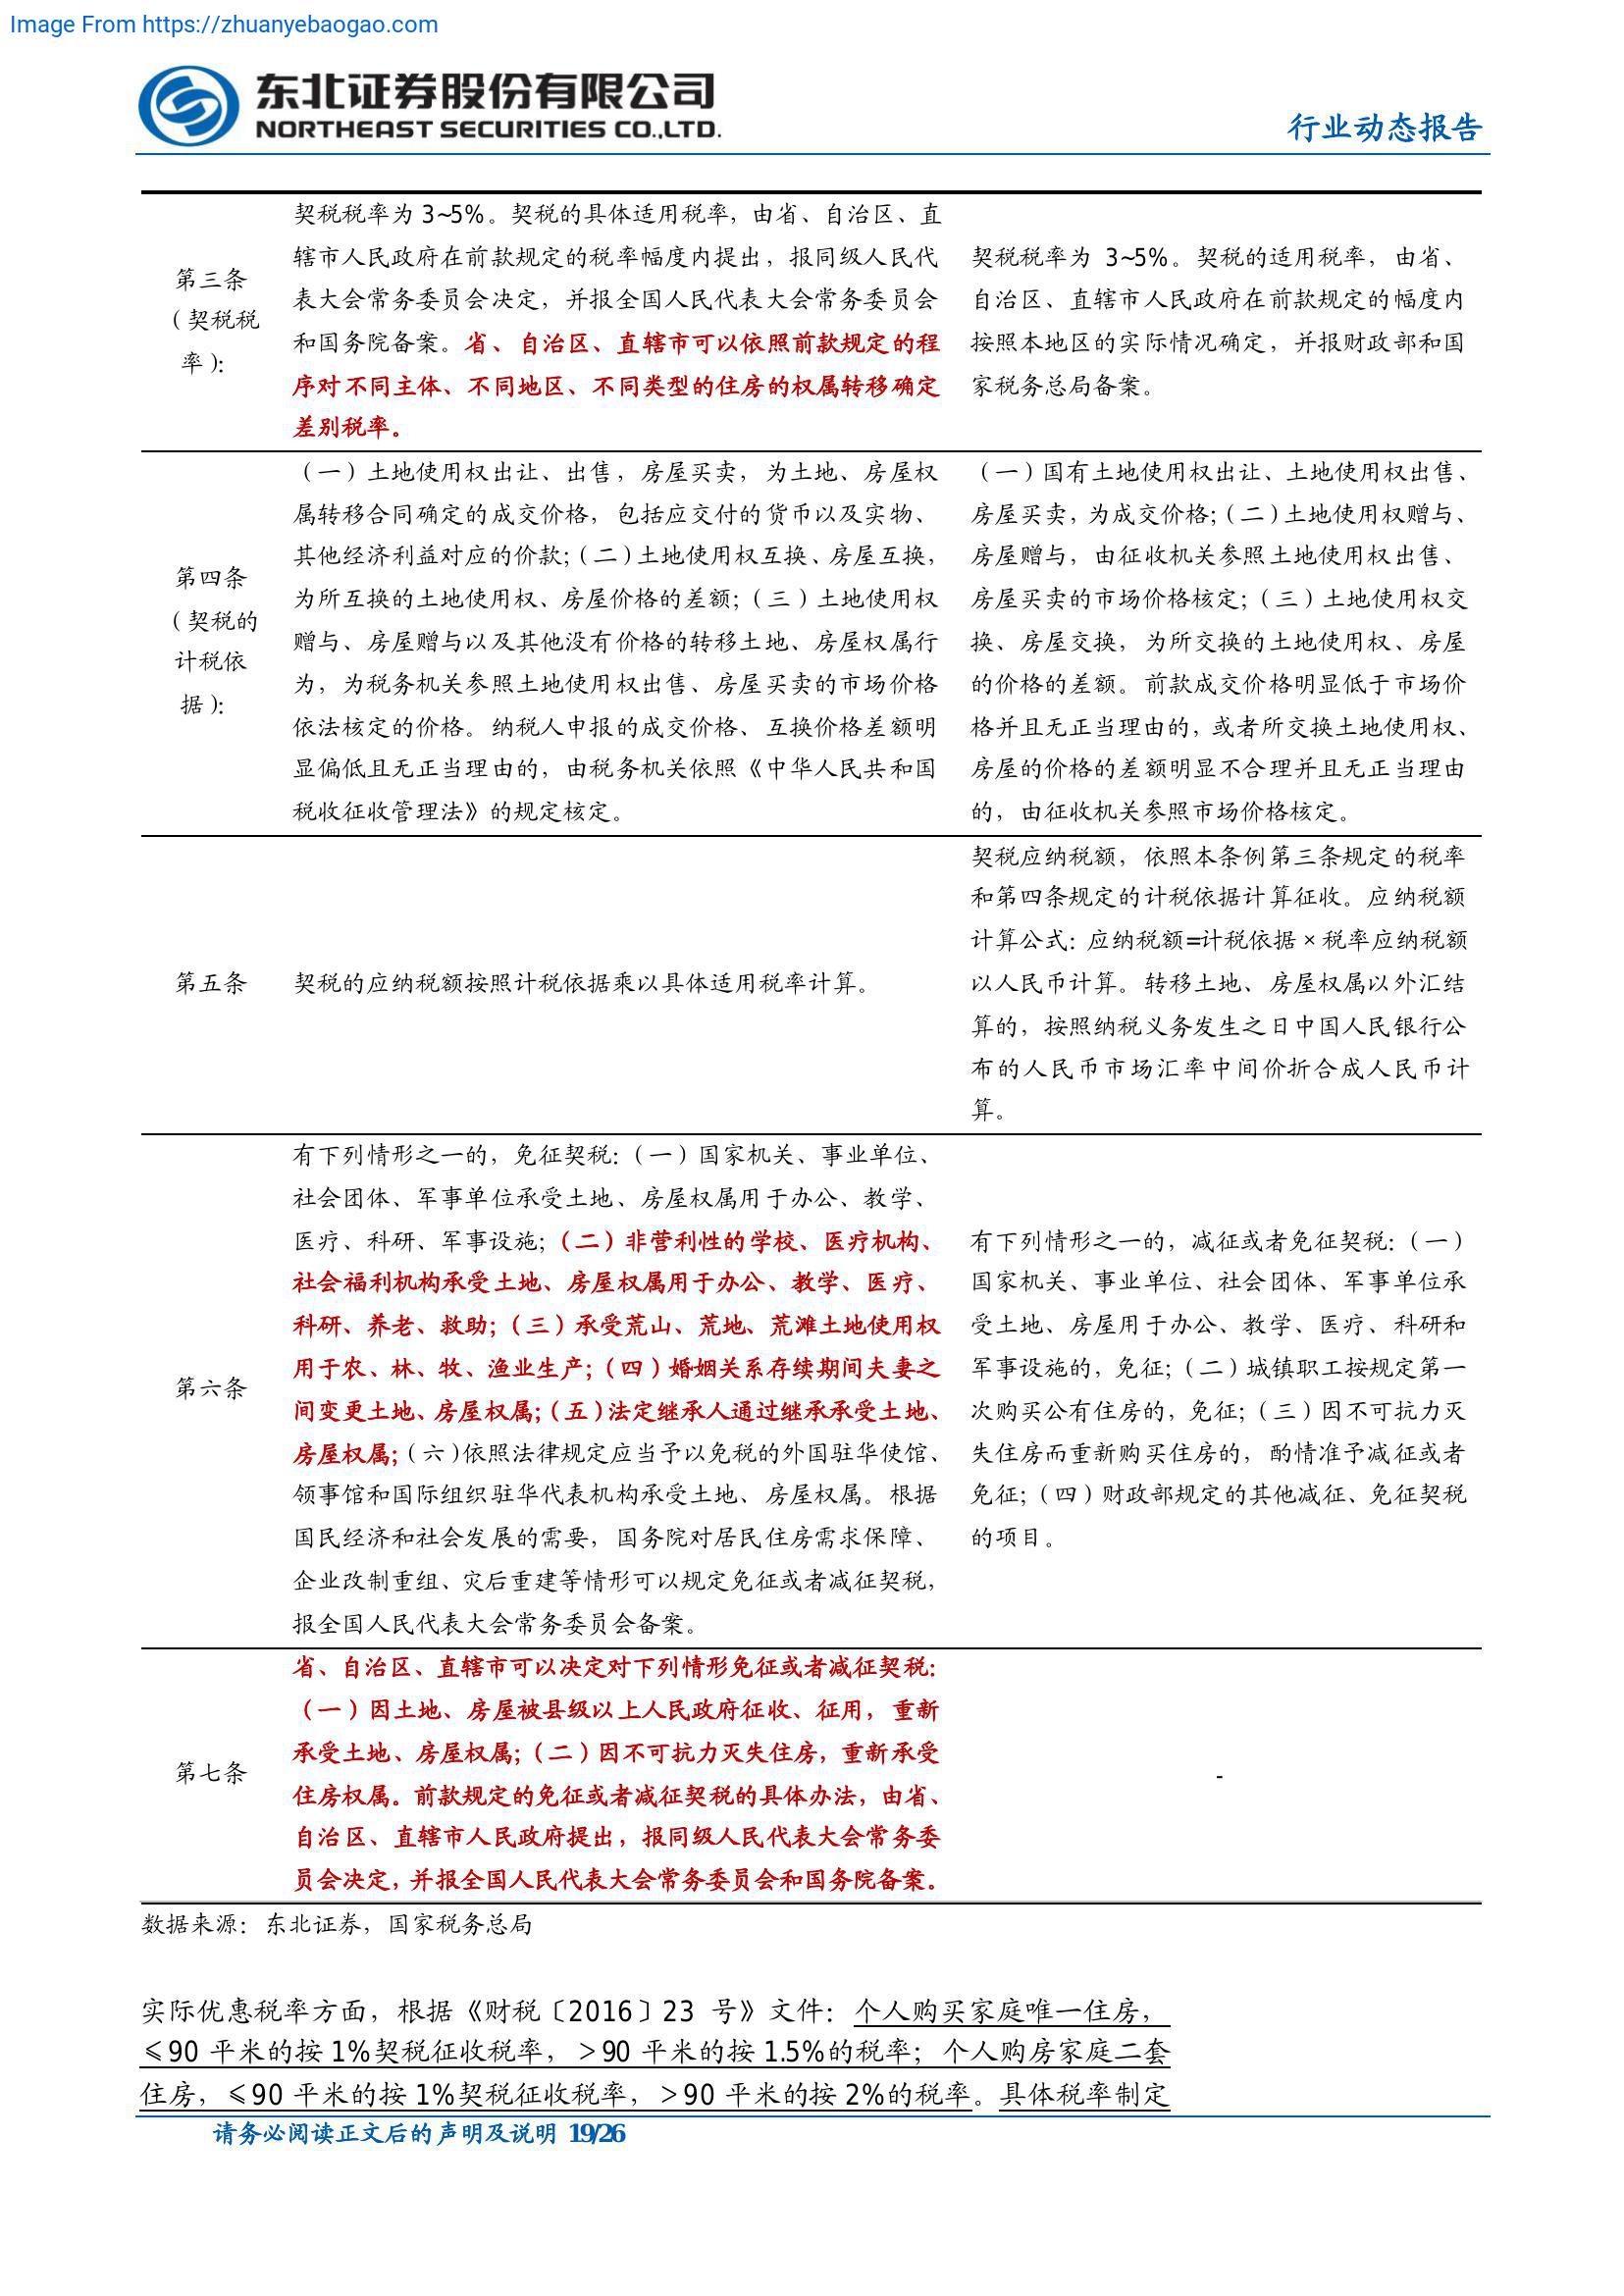 Image From https://zhuanyebaogao.com
东北证券股份有限公司
NORTHEAST SECURITIES CO.,LTD.
行业动态报告
第三条
（契税税
率）：
契税税率为 3~5%。契税的具体适用税率，由省、自治区、直
辖市人民政府在前款规定的税率幅度内提出，报同级人民代
表大会常务委员会决定，并报全国人民代表大会常务委员会
和国务院备案。省、自治区、直辖市可以依照前款规定的程
序对不同主体、不同地区、不同类型的住房的权属转移确定
差别税率。
契税税率为 3~5%。契税的适用税率，由省、
自治区、直辖市人民政府在前款规定的幅度内
按照本地区的实际情况确定，并报财政部和国
家税务总局备案。
第四条
（契税的
计税依
据）：
（一）土地使用权出让、出售，房屋买卖，为土地、房屋权
属转移合同确定的成交价格，包括应交付的货币以及实物、
其他经济利益对应的价款；（二）土地使用权互换、房屋互换，
为所互换的土地使用权、房屋价格的差额；（三）土地使用权
赠与、房屋赠与以及其他没有价格的转移土地、房屋权属行
为，为税务机关参照土地使用权出售、房屋买卖的市场价格
依法核定的价格。纳税人申报的成交价格、互换价格差额明
显偏低且无正当理由的，由税务机关依照《中华人民共和国
税收征收管理法》的规定核定。
（一）国有土地使用权出让、土地使用权出售、
房屋买卖，为成交价格；（二）土地使用权赠与、
房屋赠与，由征收机关参照土地使用权出售、
房屋买卖的市场价格核定；（三）土地使用权交
换、房屋交换，为所交换的土地使用权、房屋
的价格的差额。前款成交价格明显低于市场价
格并且无正当理由的，或者所交换土地使用权、
房屋的价格的差额明显不合理并且无正当理由
的，由征收机关参照市场价格核定。
第五条
契税的应纳税额按照计税依据乘以具体适用税率计算。
契税应纳税额，依照本条例第三条规定的税率
和第四条规定的计税依据计算征收。应纳税额
计算公式：应纳税额=计税依据×税率应纳税额
以人民币计算。转移土地、房屋权属以外汇结
算的，按照纳税义务发生之日中国人民银行公
布的人民币市场汇率中间价折合成人民币计
算。
第六条
有下列情形之一的，免征契税：（一）国家机关、事业单位、
社会团体、军事单位承受土地、房屋权属用于办公、教学、
医疗、科研、军事设施；（二）非营利性的学校、医疗机构、
社会福利机构承受土地、房屋权属用于办公、教学、医疗、
科研、养老、救助；（三）承受荒山、荒地、荒滩土地使用权
用于农、林、牧、渔业生产；（四）婚姻关系存续期间夫妻之
间变更土地、房屋权属；（五）法定继承人通过继承承受土地、
房屋权属；（六）依照法律规定应当予以免税的外国驻华使馆、
领事馆和国际组织驻华代表机构承受土地、房屋权属。根据
国民经济和社会发展的需要，国务院对居民住房需求保障、
企业改制重组、灾后重建等情形可以规定免征或者减征契税，
报全国人民代表大会常务委员会备案。
有下列情形之一的，减征或者免征契税：（一）
国家机关、事业单位、社会团体、军事单位承
受土地、房屋用于办公、教学、医疗、科研和
军事设施的，免征；（二）城镇职工按规定第一
次购买公有住房的，免征；（三）因不可抗力灭
失住房而重新购买住房的，酌情准予减征或者
免征；（四）财政部规定的其他减征、免征契税
的项目。
第七条
省、自治区、直辖市可以决定对下列情形免征或者减征契税：
（一）因土地、房屋被县级以上人民政府征收、征用，重新
承受土地、房屋权属；（二）因不可抗力灭失住房，重新承受
住房权属。前款规定的免征或者减征契税的具体办法，由省、
自治区、直辖市人民政府提出，报同级人民代表大会常务委
员会决定，并报全国人民代表大会常务委员会和国务院备案。
-
数据来源：东北证券，国家税务总局
实际优惠税率方面，根据《财税〔2016〕23 号》文件：个人购买家庭唯一住房，
≤90 平米的按 1%契税征收税率，>90 平米的按 1.5%的税率；个人购房家庭二套
住房，≤90 平米的按 1%契税征收税率，>90 平米的按 2%的税率。具体税率制定
请务必阅读正文后的声明及说明 19/26